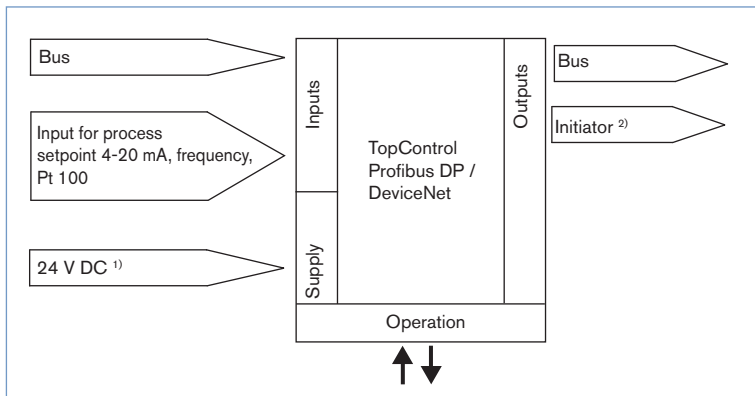 Bus
Input for process
setpoint 4-20 mA, frequency,
Pt 100
24 V DC 1)
Inputs
Supply
TopControl
Profibus DP /
DeviceNet
Outputs
Operation
Bus
Initiator 2)